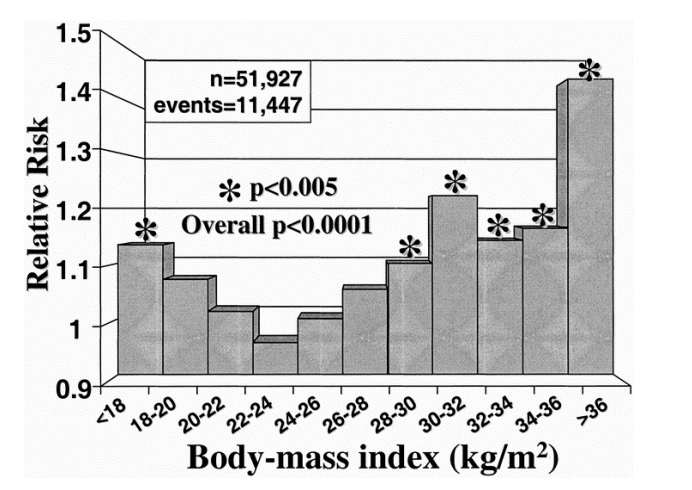 1.5
1.4
1.3
1.2
1.1
1
0.9
Relative Risk
n=51,927
events=11,447
* p<0.005
Overall p<0.0001
* * * * * *
<18 18-20 20-22 22-24 24-26 26-28 28-30 30-32 32-34 34-36 >36
Body-mass index (kg/m²)